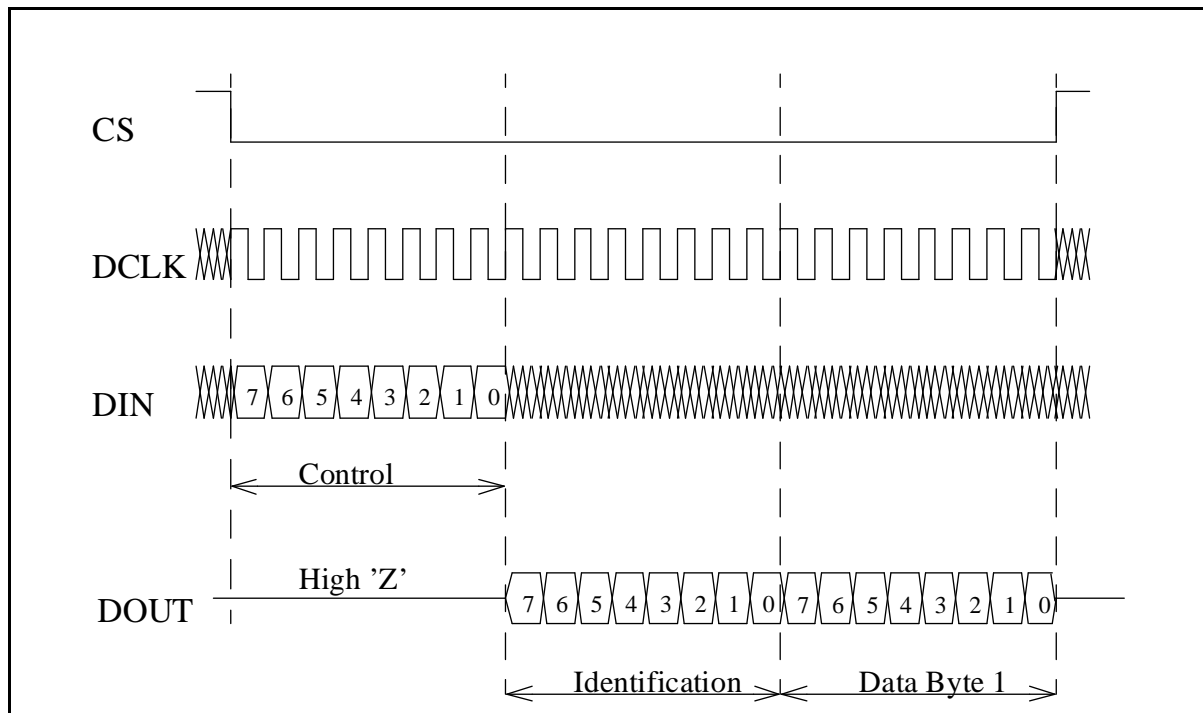 CS
DCLK
DIN
7 6 5 4 3 2 1 0
Control
High ’Z’
DOUT
7 6 5 4 3 2 1 0 7 6 5 4 3 2 1 0
Identification
Data Byte 1